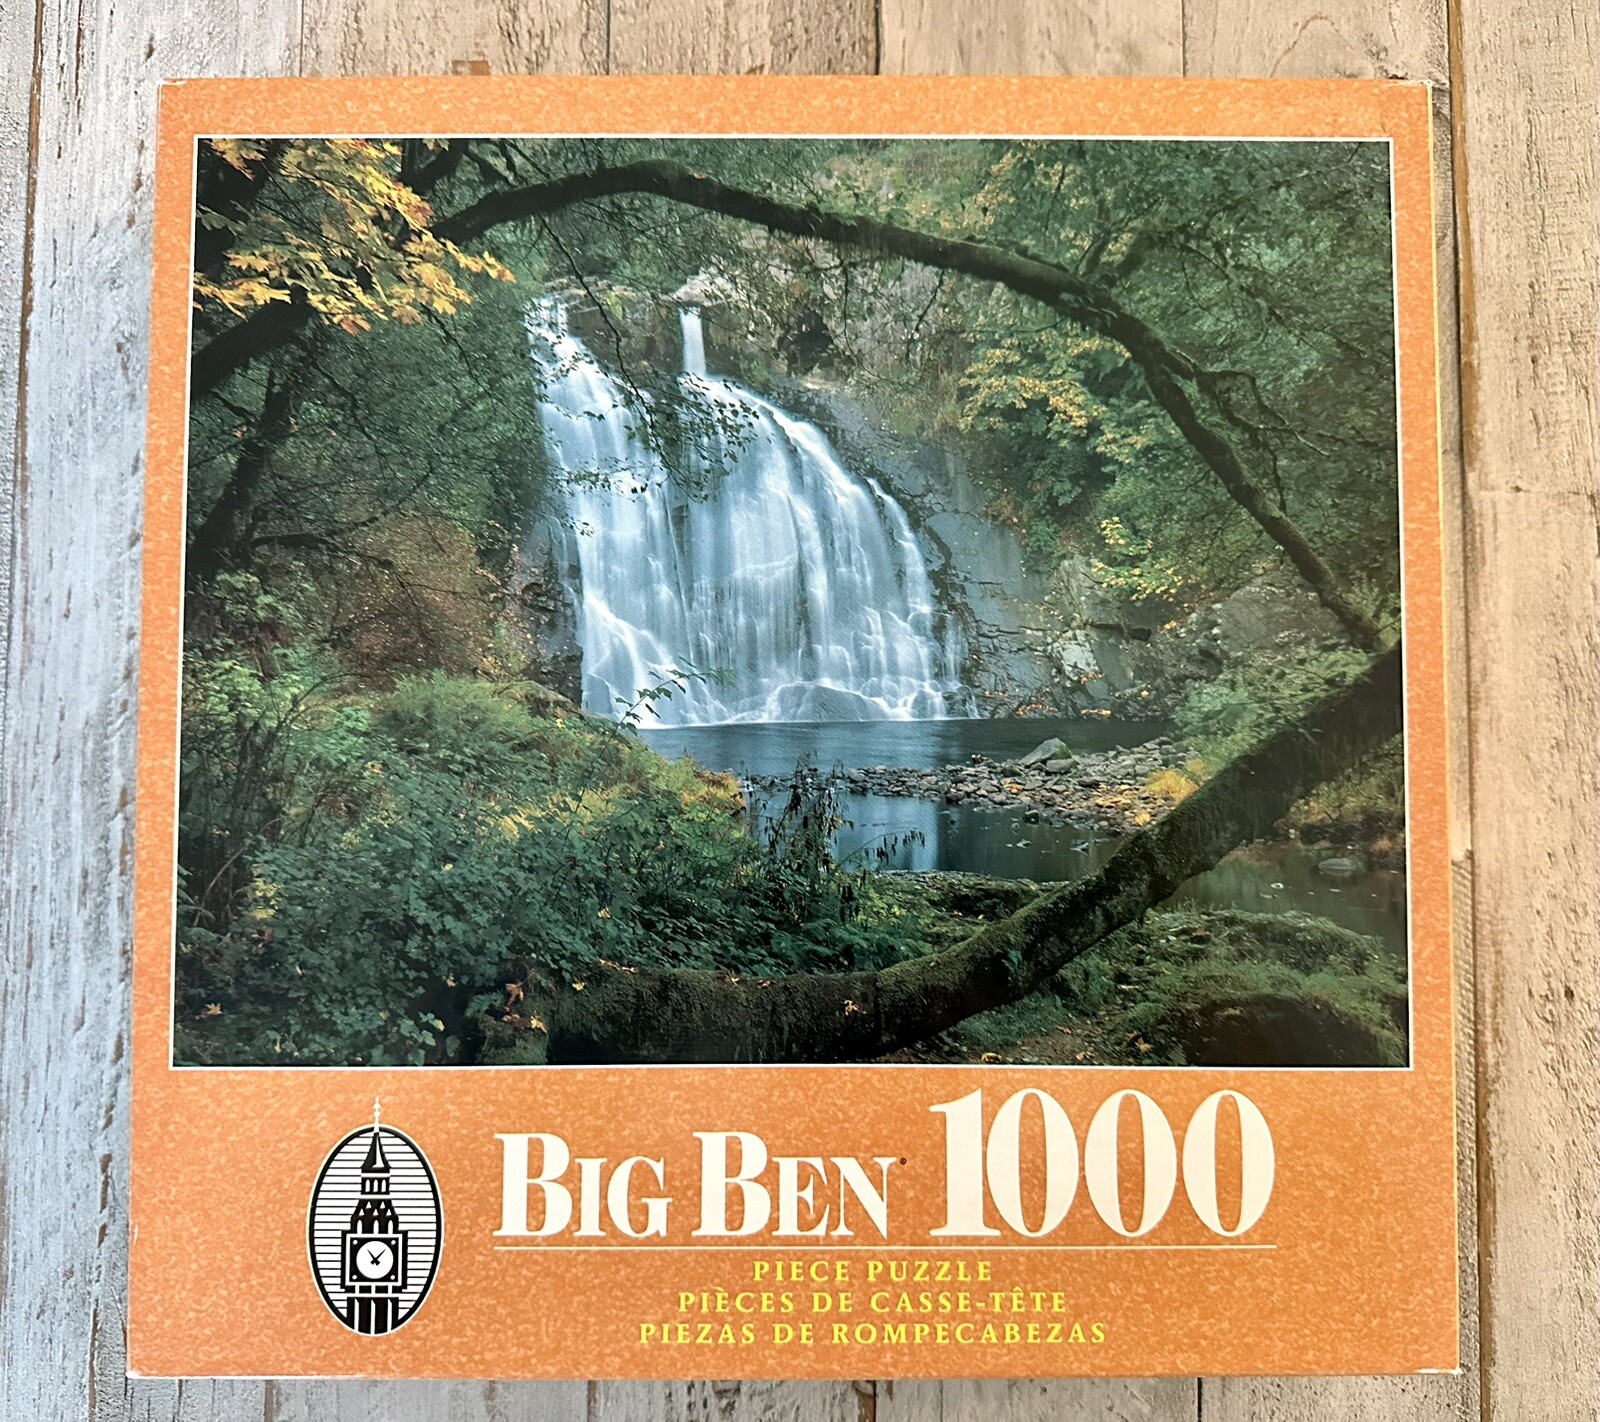 BIG BEN® 1000
PIECE PUZZLE
PIÈCES DE CASSE-TÊTE
PIEZAS DE ROMPECABEZAS